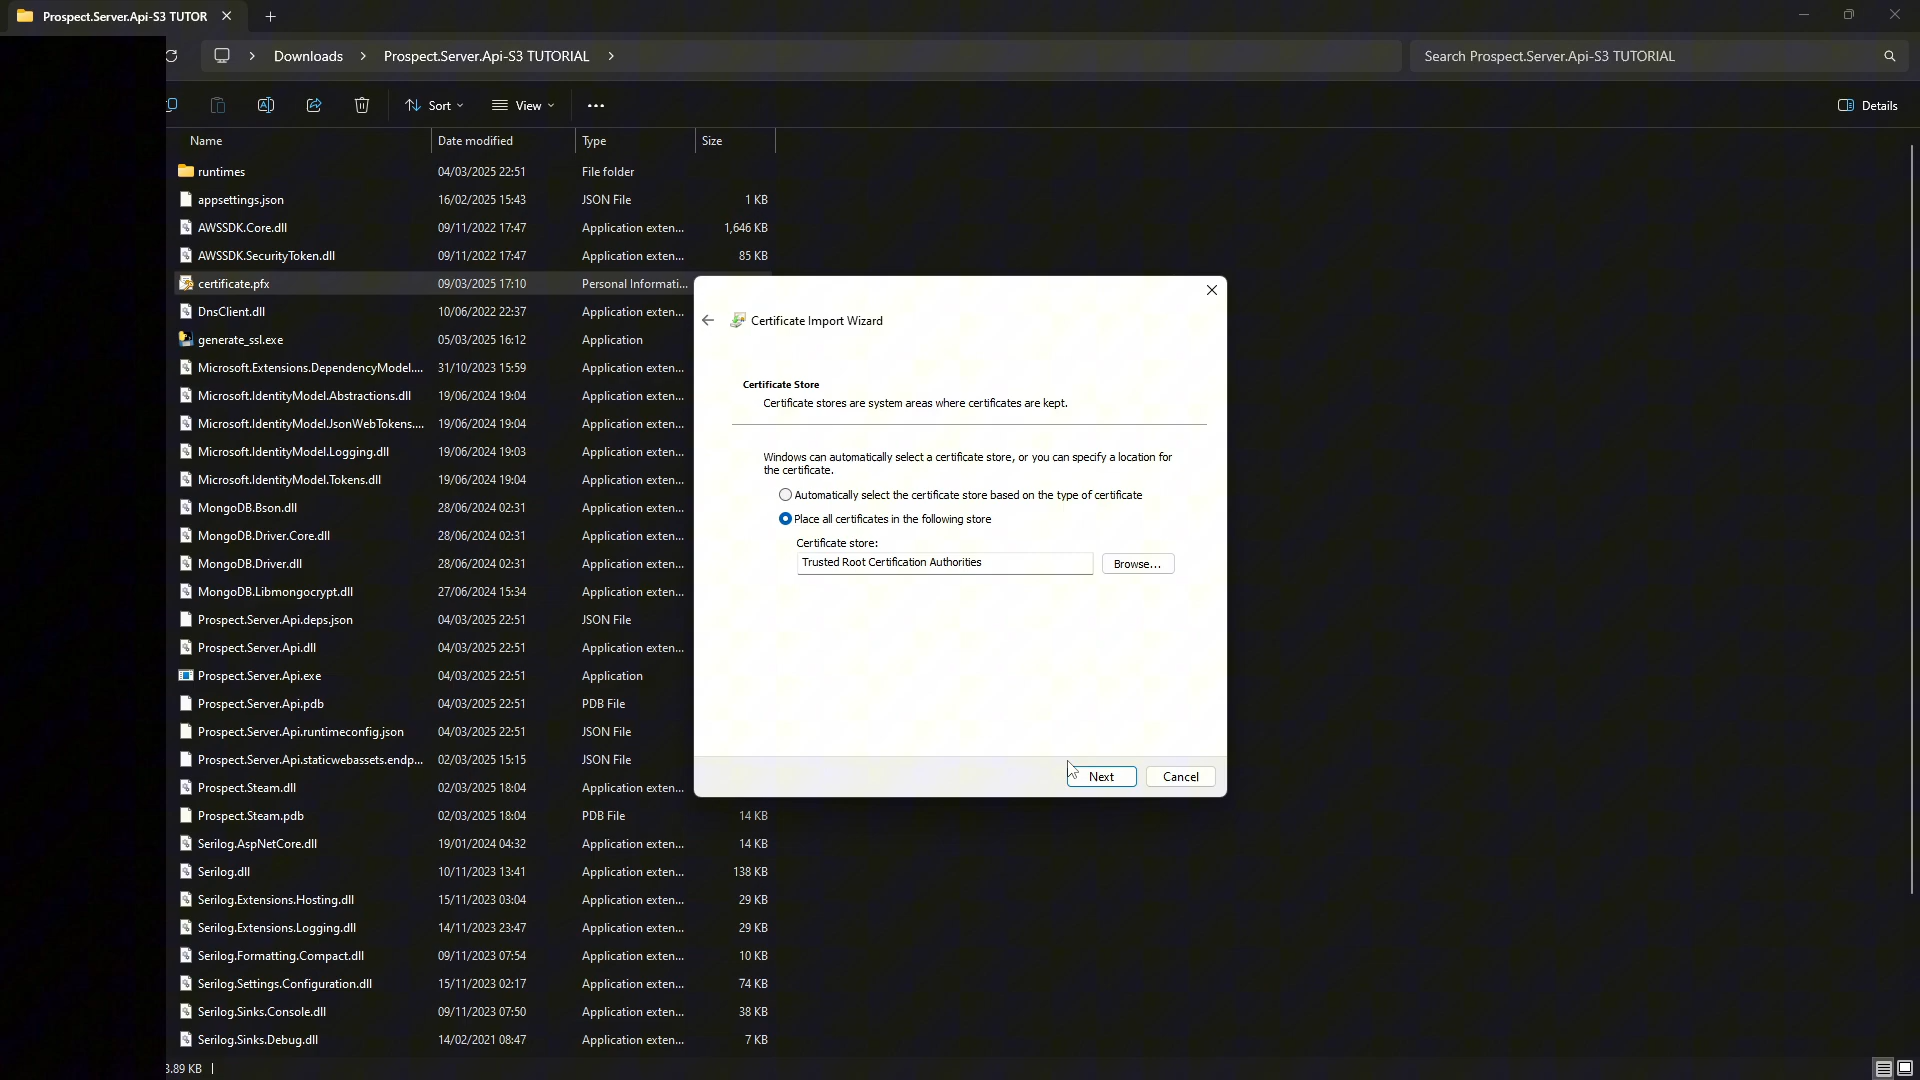 Prospect.Server.Api-S3 TUTOR
Downloads
Prospect.Server.Api-S3 TUTORIAL
Search Prospect.Server.Api-S3 TUTORIAL
Sort
View
Details
Name Date modified Type Size
runtimes 04/03/2025 22:51 File folder
appsettings.json 16/02/2025 15:43 JSON File 1 KB
AWSSDK.Core.dll 09/11/2022 17:47 Application exten... 1,646 KB
AWSSDK.SecurityToken.dll 09/11/2022 17:47 Application exten... 85 KB
certificate.pfx 09/03/2025 17:10 Personal Informati...
DnsClient.dll 10/06/2022 22:37 Application exten...
generate_ssl.exe 05/03/2025 16:12 Application
Microsoft.Extensions.DependencyModel.... 31/10/2023 15:59 Application exten...
Microsoft.IdentityModel.Abstractions.dll 19/06/2024 19:04 Application exten...
Microsoft.IdentityModel.JsonWebTokens.... 19/06/2024 19:04 Application exten...
Microsoft.IdentityModel.Logging.dll 19/06/2024 19:03 Application exten...
Microsoft.IdentityModel.Tokens.dll 19/06/2024 19:04 Application exten...
MongoDB.Bson.dll 28/06/2024 02:31 Application exten...
MongoDB.Driver.Core.dll 28/06/2024 02:31 Application exten...
MongoDB.Driver.dll 28/06/2024 02:31 Application exten...
MongoDB.Libmongocrypt.dll 27/06/2024 15:34 Application exten...
Prospect.Server.Api.deps.json 04/03/2025 22:51 JSON File
Prospect.Server.Api.dll 04/03/2025 22:51 Application exten...
Prospect.Server.Api.exe 04/03/2025 22:51 Application
Prospect.Server.Api.pdb 04/03/2025 22:51 PDB File
Prospect.Server.Api.runtimeconfig.json 04/03/2025 22:51 JSON File
Prospect.Server.Api.staticwebassets.endp... 02/03/2025 15:15 JSON File
Prospect.Steam.dll 02/03/2025 18:04 Application exten...
Prospect.Steam.pdb 02/03/2025 18:04 PDB File 14 KB
Serilog.AspNetCore.dll 19/01/2024 04:32 Application exten... 14 KB
Serilog.dll 10/11/2023 13:41 Application exten... 138 KB
Serilog.Extensions.Hosting.dll 15/11/2023 03:04 Application exten... 29 KB
Serilog.Extensions.Logging.dll 14/11/2023 23:47 Application exten... 29 KB
Serilog.Formatting.Compact.dll 09/11/2023 07:54 Application exten... 10 KB
Serilog.Settings.Configuration.dll 15/11/2023 02:17 Application exten... 74 KB
Serilog.Sinks.Console.dll 09/11/2023 07:50 Application exten... 38 KB
Serilog.Sinks.Debug.dll 14/02/2021 08:47 Application exten... 7 KB
Certificate Import Wizard
Certificate Store
Certificate stores are system areas where certificates are kept.
Windows can automatically select a certificate store, or you can specify a location for
the certificate.
Automatically select the certificate store based on the type of certificate
Place all certificates in the following store
Certificate store:
Trusted Root Certification Authorities
Browse...
Next
Cancel
.89 KB